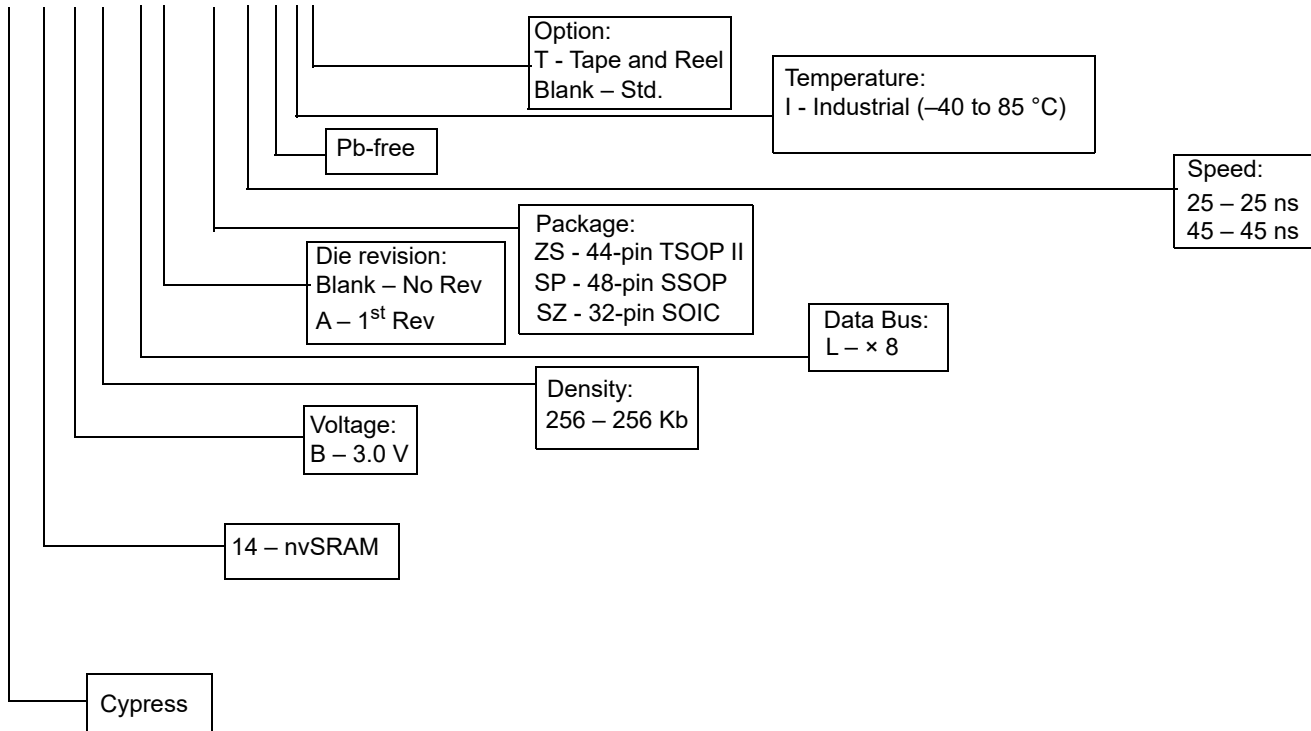 Option:
T - Tape and Reel
Blank – Std.
Temperature:
I - Industrial (–40 to 85 °C)
Pb-free
Speed:
25 – 25 ns
45 – 45 ns
Package:
ZS - 44-pin TSOP II
SP - 48-pin SSOP
SZ - 32-pin SOIC
Die revision:
Blank – No Rev
A – 1st Rev
Data Bus:
L – × 8
Density:
256 – 256 Kb
Voltage:
B – 3.0 V
14 – nvSRAM
Cypress